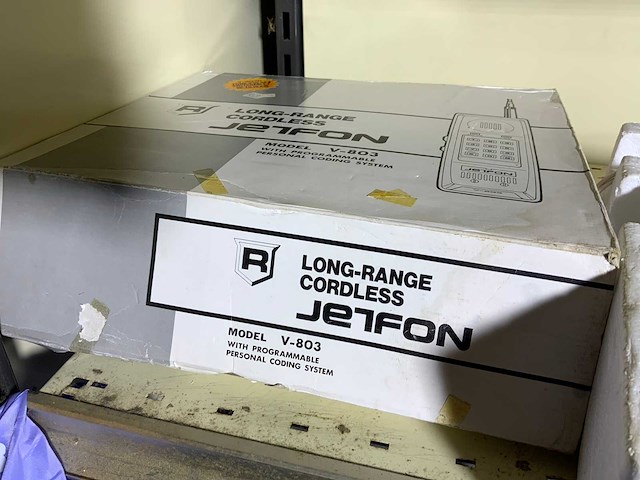 R
LONG-RANGE
CORDLESS
JETFON
MODEL V-803
WITH PROGRAMMABLE
PERSONAL CODING SYSTEM
JETFON
R
LONG-RANGE
CORDLESS
JETFON
MODEL V-803
WITH PROGRAMMABLE
PERSONAL CODING SYSTEM